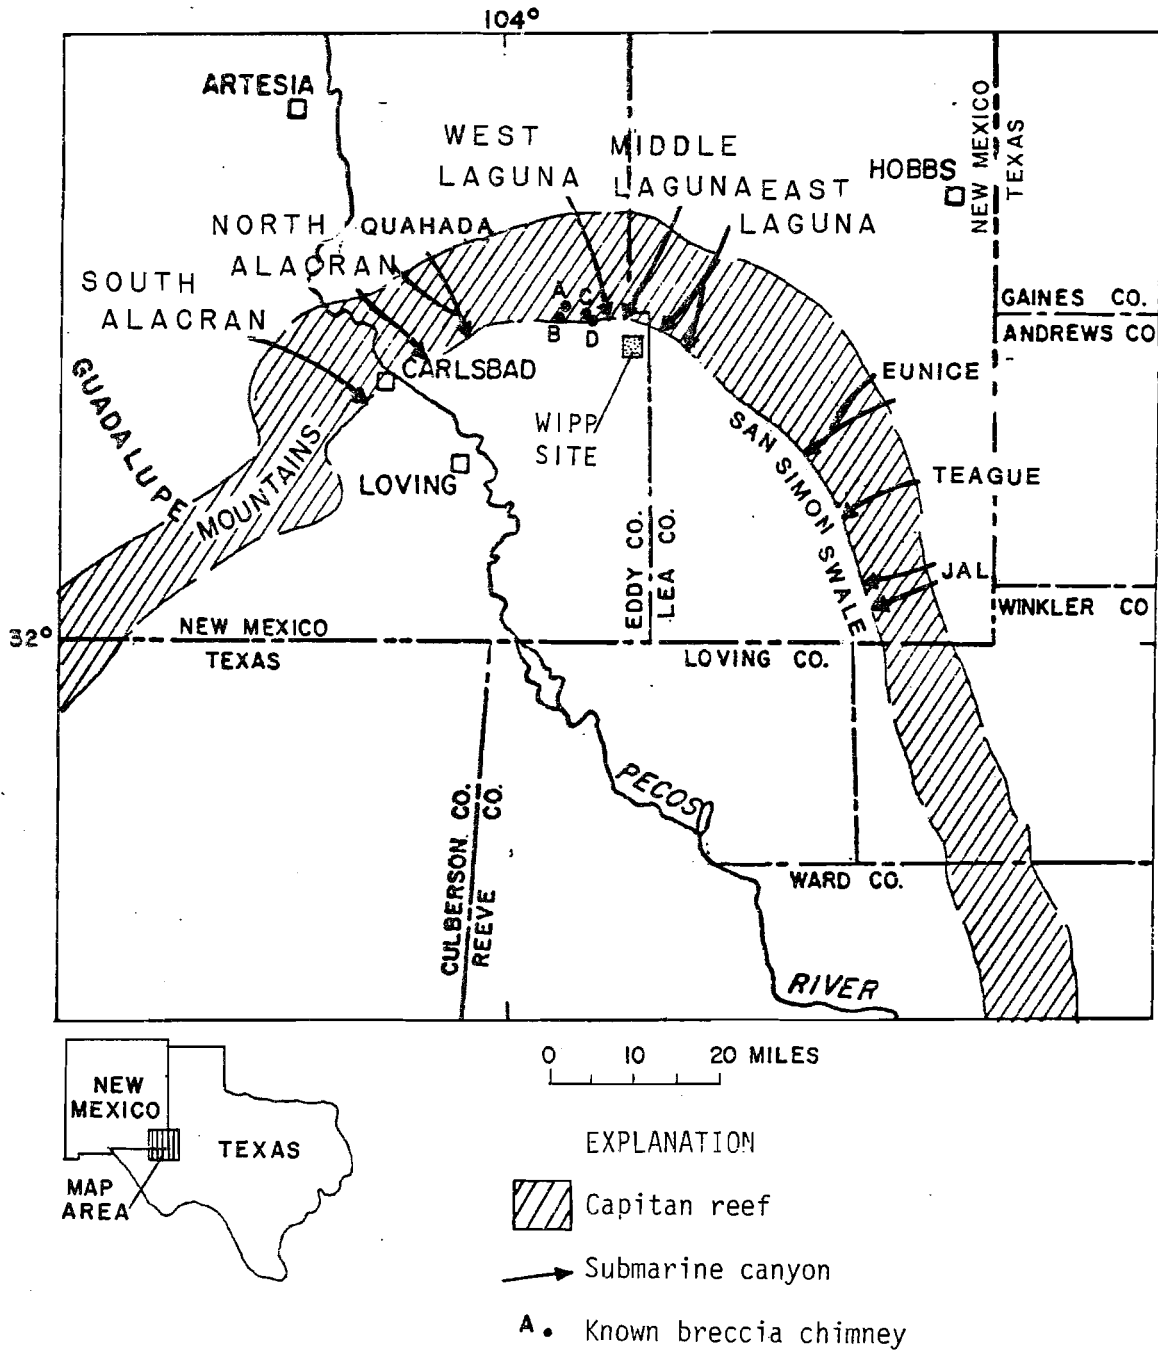 104°
ARTESIA
WEST
LAGUNA
MIDDLE
LAGUNA
EAST
LAGUNA
HOBBS
NEW MEXICO
TEXAS
NORTH
ALACRAN
QUAHADA
SOUTH
ALACRAN
A
C
B
D
GAINES CO.
ANDREWS CO
CARLSBAD
EUNICE
GUADALUPE
MOUNTAINS
WIPP
SITE
SAN SIMON SWALE
LOVING
TEAGUE
EDDY CO.
LEA CO.
JAL
WINKLER CO
32°
NEW MEXICO
TEXAS
LOVING CO.
PECOS
CULBERSON CO.
REEVE CO.
WARD CO.
RIVER
0 10 20 MILES
NEW
MEXICO
TEXAS
MAP
AREA
EXPLANATION
Capitan reef
Submarine canyon
A. Known breccia chimney